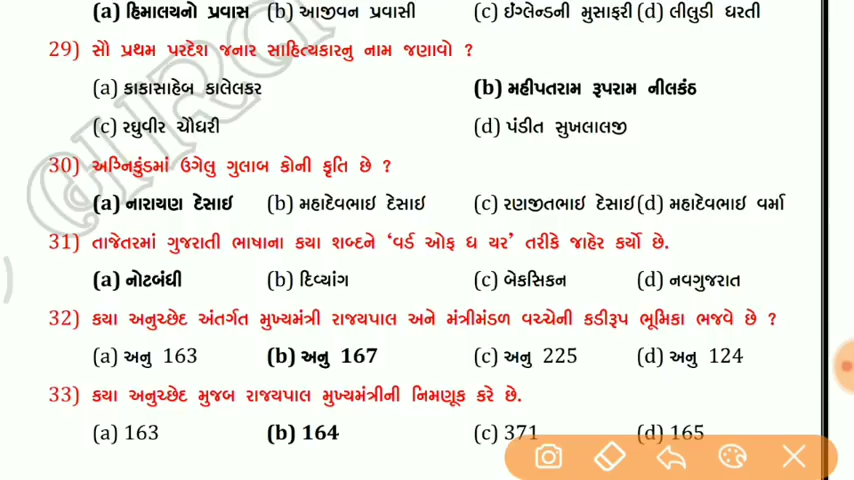 (a) હિમાલયનો પ્રવાસ (b) આજીવન પ્રવાસી (c) ઈંગ્લેન્ડની મુસાફરી (d) લીલુડી ધરતી
29) સૌ પ્રથમ પરદેશ જનાર સાહિત્યકારનુ નામ જણાવો ?
(a) કાકાસાહેબ કાલેલકર (b) મહીપતરામ રૂપરામ નીલકંઠ
(c) રઘુવીર ચૌધરી (d) પંડીત સુખલાલજી
30) અગ્નિકુંડમાં ઉગેલુ ગુલાબ કોની કૃતિ છે ?
(a) નારાયણ દેસાઈ (b) મહાદેવભાઈ દેસાઈ (c) રણજીતભાઈ દેસાઈ (d) મહાદેવભાઈ વર્મા
31) તાજેતરમાં ગુજરાતી ભાષાના કયા શબ્દને ‘વર્ડ ઓફ ધ યર’ તરીકે જાહેર કર્યો છે.
(a) નોટબંધી (b) દિવ્યાંગ (c) બેકસિકન (d) નવગુજરાત
32) કયા અનુચ્છેદ અંતર્ગત મુખ્યમંત્રી રાજયપાલ અને મંત્રીમંડળ વચ્ચેની કડીરૂપ ભૂમિકા ભજવે છે ?
(a) અનુ 163 (b) અનુ 167 (c) અનુ 225 (d) અનુ 124
33) કયા અનુચ્છેદ મુજબ રાજયપાલ મુખ્યમંત્રીની નિમણૂક કરે છે.
(a) 163 (b) 164 (c) 371 (d) 165